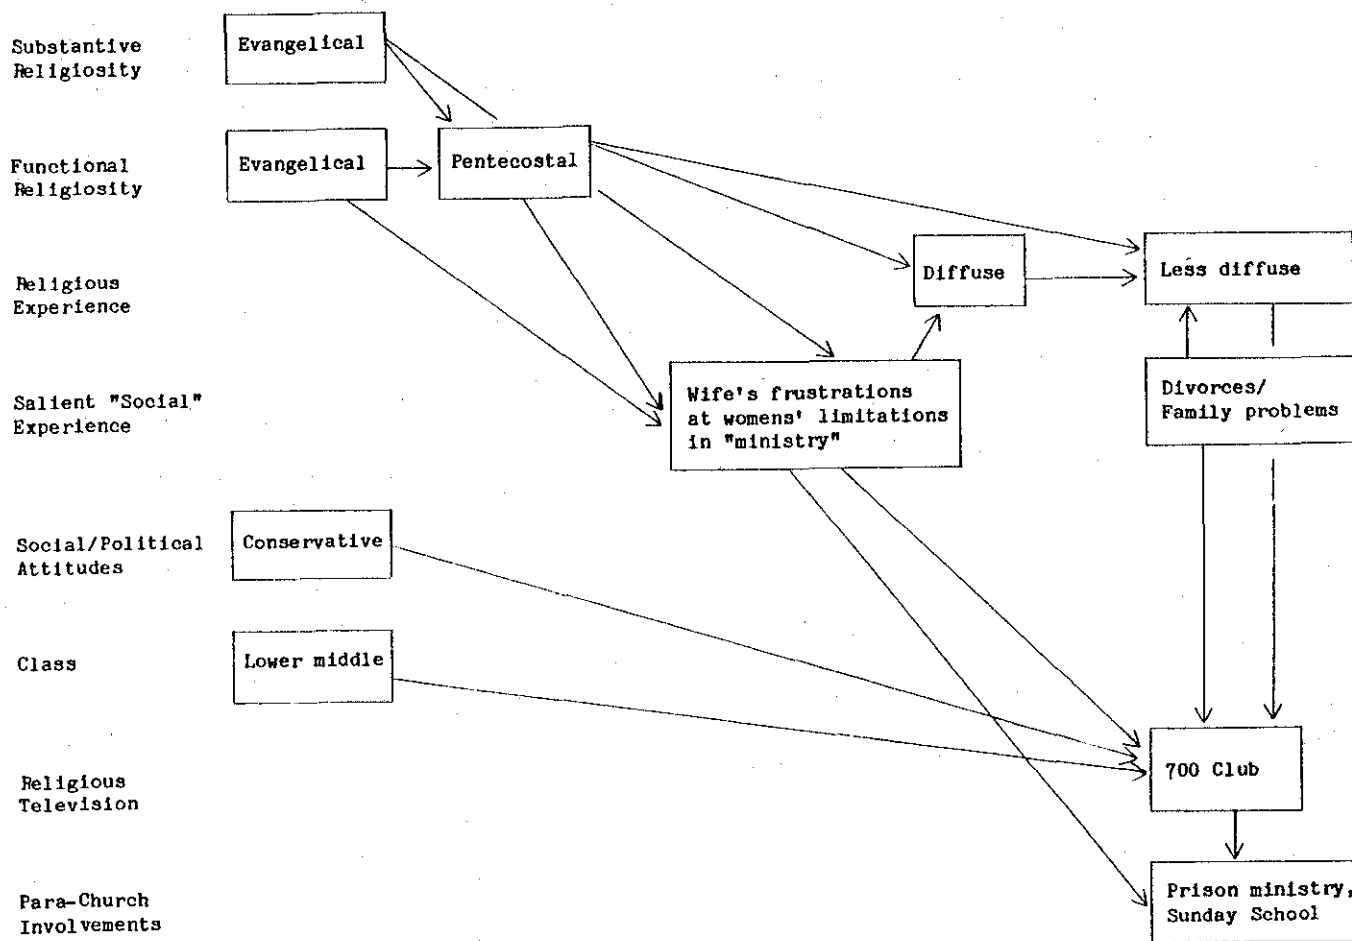 Substantive
Religiosity
Evangelical
Functional
Religiosity
Evangelical
Pentecostal
Religious
Experience
Diffuse
Less diffuse
Salient "Social"
Experience
Wife's frustrations
at womens' limitations
in "ministry"
Divorces/
Family problems
Social/Political
Attitudes
Conservative
Class
Lower middle
Religious
Television
700 Club
Para-Church
Involvements
Prison ministry,
Sunday School